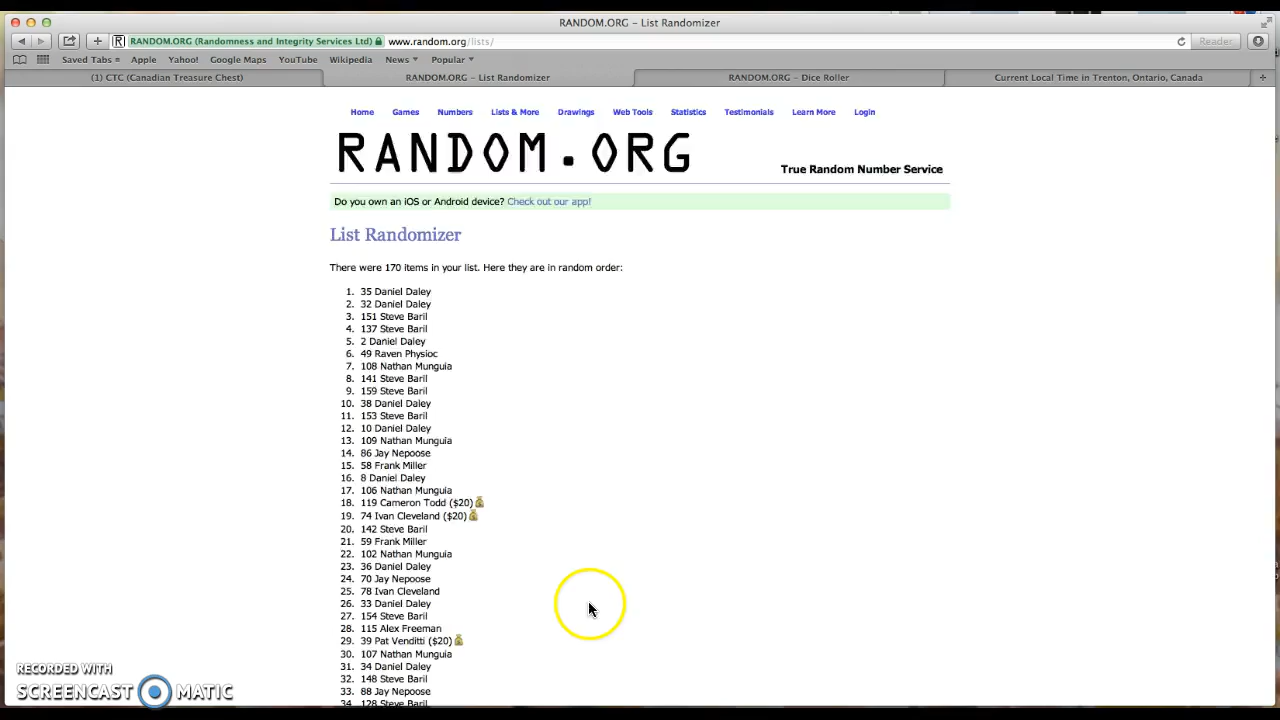 RANDOM.ORG – List Randomizer
RANDOM.ORG (Randomness and Integrity Services Ltd) www.random.org/lists/ Reader
Saved Tabs Apple Yahoo! Google Maps YouTube Wikipedia News Popular
(1) CTC (Canadian Treasure Chest) RANDOM.ORG – List Randomizer RANDOM.ORG – Dice Roller Current Local Time in Trenton, Ontario, Canada
Home Games Numbers Lists & More Drawings Web Tools Statistics Testimonials Learn More Login
RANDOM.ORG
True Random Number Service
Do you own an iOS or Android device? Check out our app!
List Randomizer
There were 170 items in your list. Here they are in random order:
1. 35 Daniel Daley
2. 32 Daniel Daley
3. 151 Steve Baril
4. 137 Steve Baril
5. 2 Daniel Daley
6. 49 Raven Physioc
7. 108 Nathan Munguia
8. 141 Steve Baril
9. 159 Steve Baril
10. 38 Daniel Daley
11. 153 Steve Baril
12. 10 Daniel Daley
13. 109 Nathan Munguia
14. 86 Jay Nepoose
15. 58 Frank Miller
16. 8 Daniel Daley
17. 106 Nathan Munguia
18. 119 Cameron Todd ($20)💰
19. 74 Ivan Cleveland ($20)💰
20. 142 Steve Baril
21. 59 Frank Miller
22. 102 Nathan Munguia
23. 36 Daniel Daley
24. 70 Jay Nepoose
25. 78 Ivan Cleveland
26. 33 Daniel Daley
27. 154 Steve Baril
28. 115 Alex Freeman
29. 39 Pat Venditti ($20)💰
30. 107 Nathan Munguia
31. 34 Daniel Daley
32. 148 Steve Baril
33. 88 Jay Nepoose
34. 128 Steve Baril
RECORDED WITH
SCREENCAST MATIC